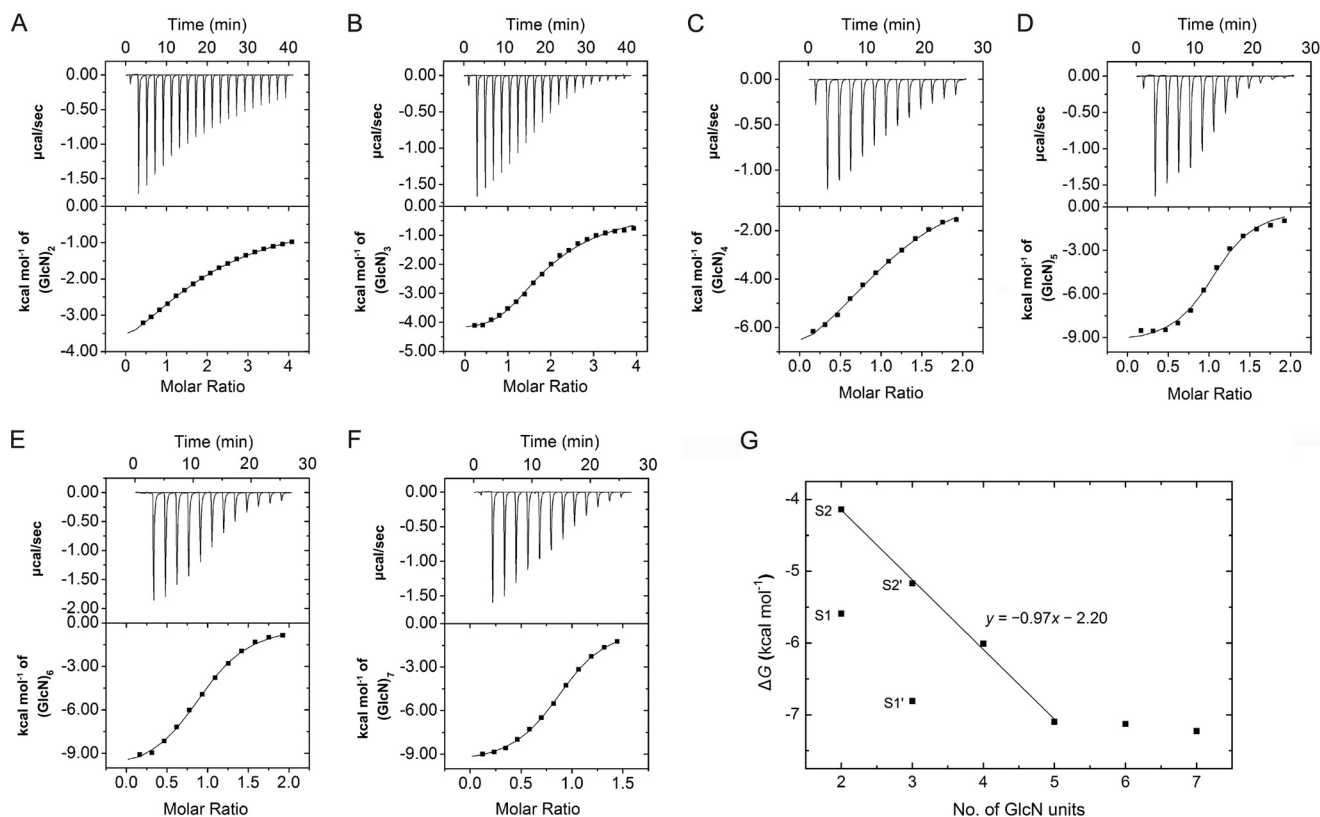 A
Time (min)
0 10 20 30 40
0.00
-0.50
-1.00
-1.50
µcal/sec
0.00
-1.00
-2.00
-3.00
-4.00
kcal mol⁻¹ of
(GlcN)₂
0 1 2 3 4
Molar Ratio
B
Time (min)
0 10 20 30 40
0.00
-0.50
-1.00
-1.50
µcal/sec
0.00
-1.00
-2.00
-3.00
-4.00
-5.00
kcal mol⁻¹ of
(GlcN)₃
0 1 2 3 4
Molar Ratio
C
Time (min)
0 10 20 30
0.00
-0.50
-1.00
µcal/sec
-2.00
-4.00
-6.00
kcal mol⁻¹ of
(GlcN)₄
0.0 0.5 1.0 1.5 2.0
Molar Ratio
D
Time (min)
0 10 20 30
0.00
-0.50
-1.00
-1.50
µcal/sec
0.00
-3.00
-6.00
-9.00
kcal mol⁻¹ of
(GlcN)₅
0.0 0.5 1.0 1.5 2.0
Molar Ratio
E
Time (min)
0 10 20 30
0.00
-0.50
-1.00
-1.50
-2.00
µcal/sec
0.00
-3.00
-6.00
-9.00
kcal mol⁻¹ of
(GlcN)₆
0.0 0.5 1.0 1.5 2.0
Molar Ratio
F
Time (min)
0 10 20 30
0.00
-0.50
-1.00
-1.50
µcal/sec
0.00
-3.00
-6.00
-9.00
kcal mol⁻¹ of
(GlcN)₇
0.0 0.5 1.0 1.5
Molar Ratio
G
-4
-5
-6
-7
ΔG (kcal mol⁻¹)
S2
S2'
S1
S1'
y = −0.97x − 2.20
2 3 4 5 6 7
No. of GlcN units